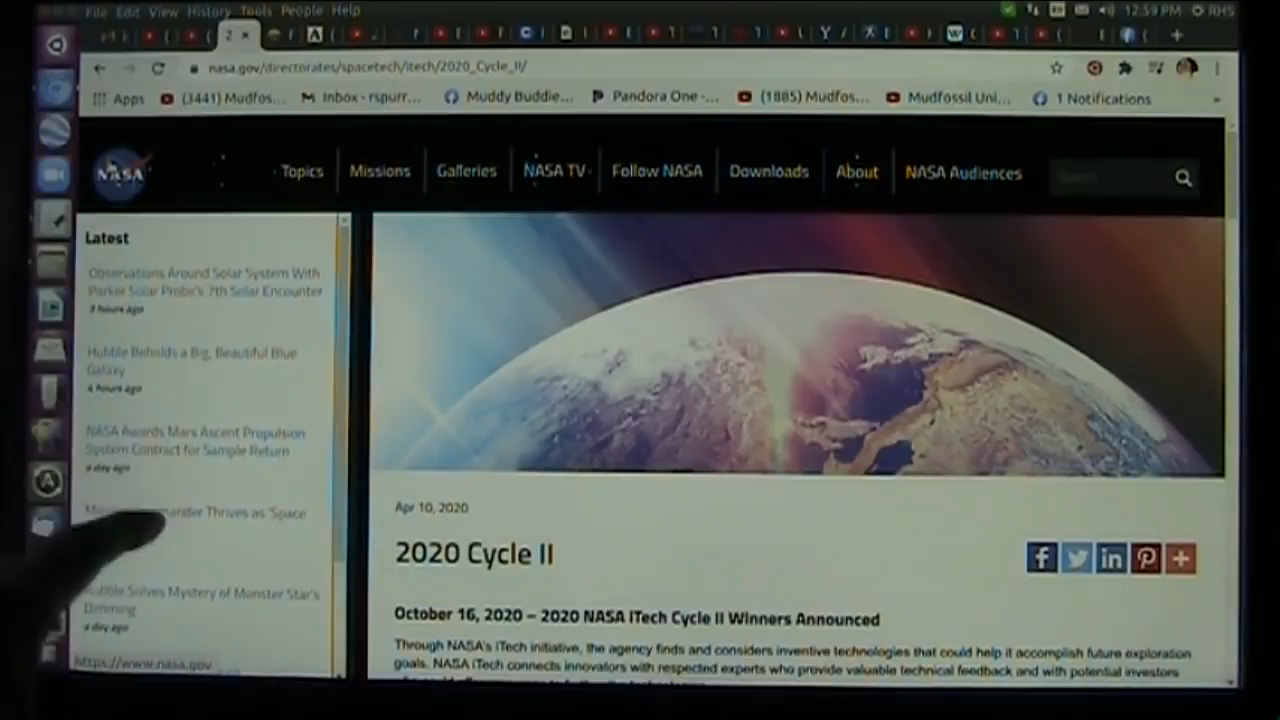 File Edit View History Tools People Help
12:59 PM RHS
nasa.gov/directorates/spacetech/itech/2020_Cycle_II/
Apps (3441) Mudfos... Inbox - rspurr... Muddy Buddie... Pandora One -... (1885) Mudfos... Mudfossil Uni... 1 Notifications »
NASA Topics Missions Galleries NASA TV Follow NASA Downloads About NASA Audiences
Latest
Observations Around Solar System With
Parker Solar Probe's 7th Solar Encounter
Hubble Beholds a Big, Beautiful Blue
Galaxy
4 hours ago
NASA Awards Mars Ascent Propulsion
System Contract for Sample Return
a day ago
Thrives as 'Space
Hubble Solves Mystery of Monster Star's
Dimming
a day ago
https://www.nasa.gov
Apr 10, 2020
2020 Cycle II
October 16, 2020 – 2020 NASA iTech Cycle II Winners Announced
Through NASA's iTech initiative, the agency finds and considers inventive technologies that could help it accomplish future exploration
goals. NASA iTech connects innovators with respected experts who provide valuable technical feedback and with potential investors